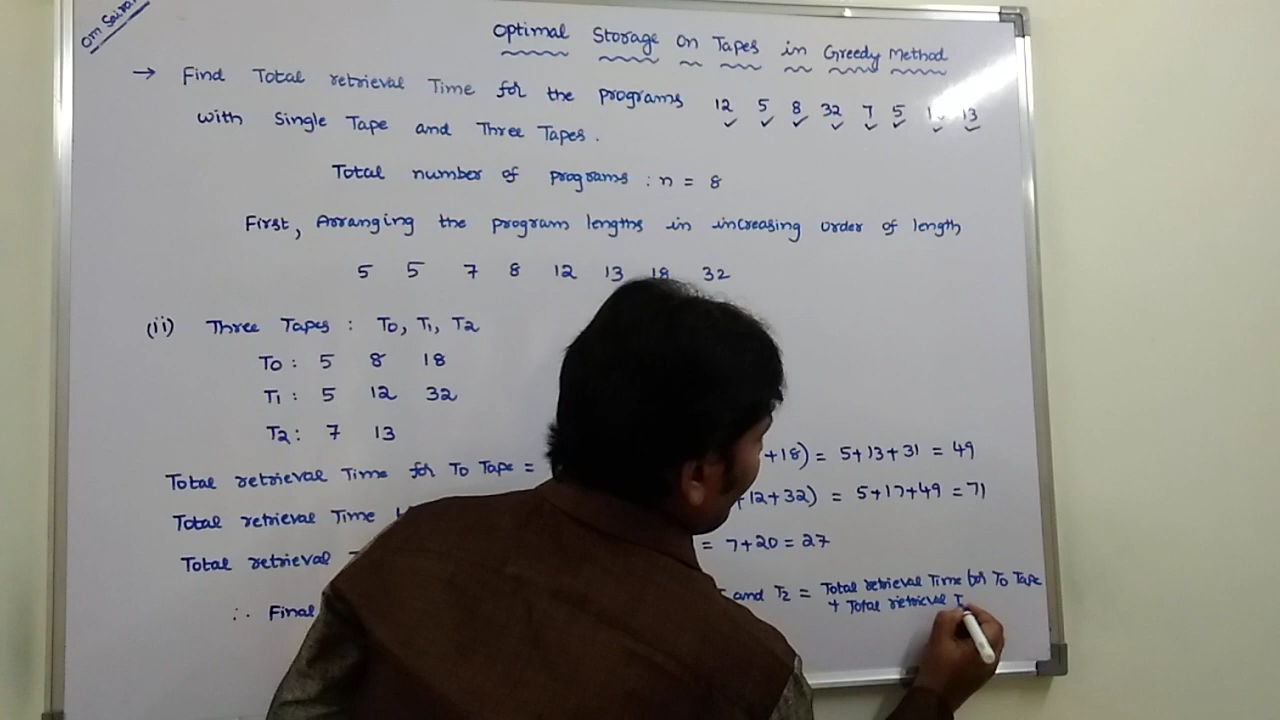 Om Sairam
Optimal Storage On Tapes in Greedy Method
→ Find Total retrieval Time for the programs 12 5 8 32 7 5 13
with Single Tape and Three Tapes.
Total number of programs : n = 8
First, Arranging the program lengths in increasing order of length
5 5 7 8 12 13 18 32
(ii) Three Tapes : T0, T1, T2
T0 : 5 8 18
T1 : 5 12 32
T2 : 7 13
Total retrieval Time for T0 Tape = +18) = 5+13+31 = 49
Total retrieval Time +12+32) = 5+17+49 = 71
Total retrieval = 7+20 = 27
∴ Final and T2 = Total retrieval Time for T0 Tape
+ Total retrieval T